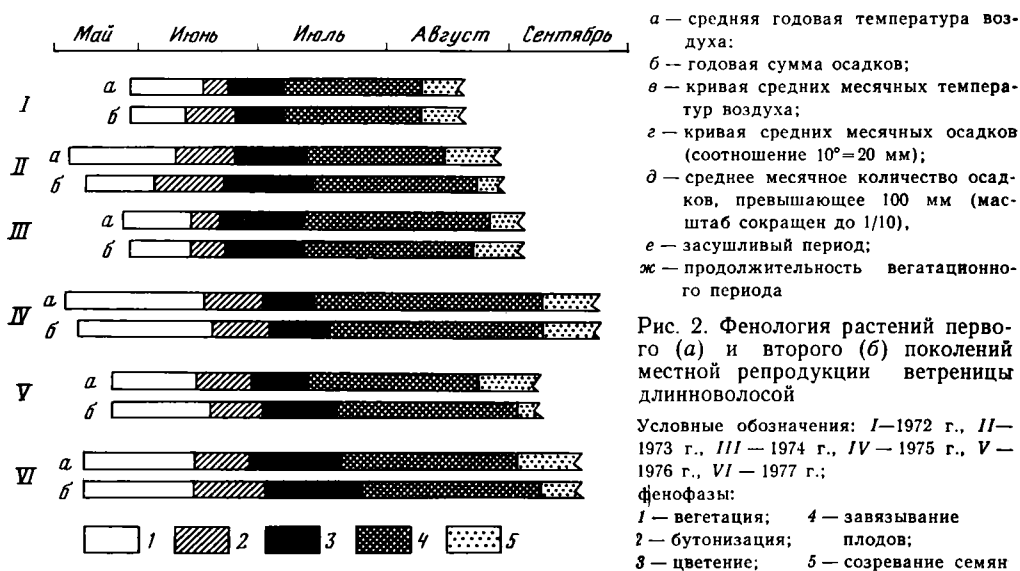 Май Июнь Июль Август Сентябрь
I
а
б
II
а
б
III
а
б
IV
а
б
V
а
б
VI
а
б
1 2 3 4 5
а — средняя годовая температура воз-
духа;
б — годовая сумма осадков;
в — кривая средних месячных темпера-
тур воздуха;
г — кривая средних месячных осадков
(соотношение 10°=20 мм);
д — среднее месячное количество осад-
ков, превышающее 100 мм (мас-
штаб сокращен до 1/10),
е — засушливый период;
ж — продолжительность вегатационно-
го периода
Рис. 2. Фенология растений перво-
го (а) и второго (б) поколений
местной репродукции ветреницы
длинноволосой
Условные обозначения: I—1972 г., II—
1973 г., III — 1974 г., IV — 1975 г., V —
1976 г., VI — 1977 г.;
фенофазы:
1 — вегетация; 4 — завязывание
2 — бутонизация; плодов;
3 — цветение; 5 — созревание семян